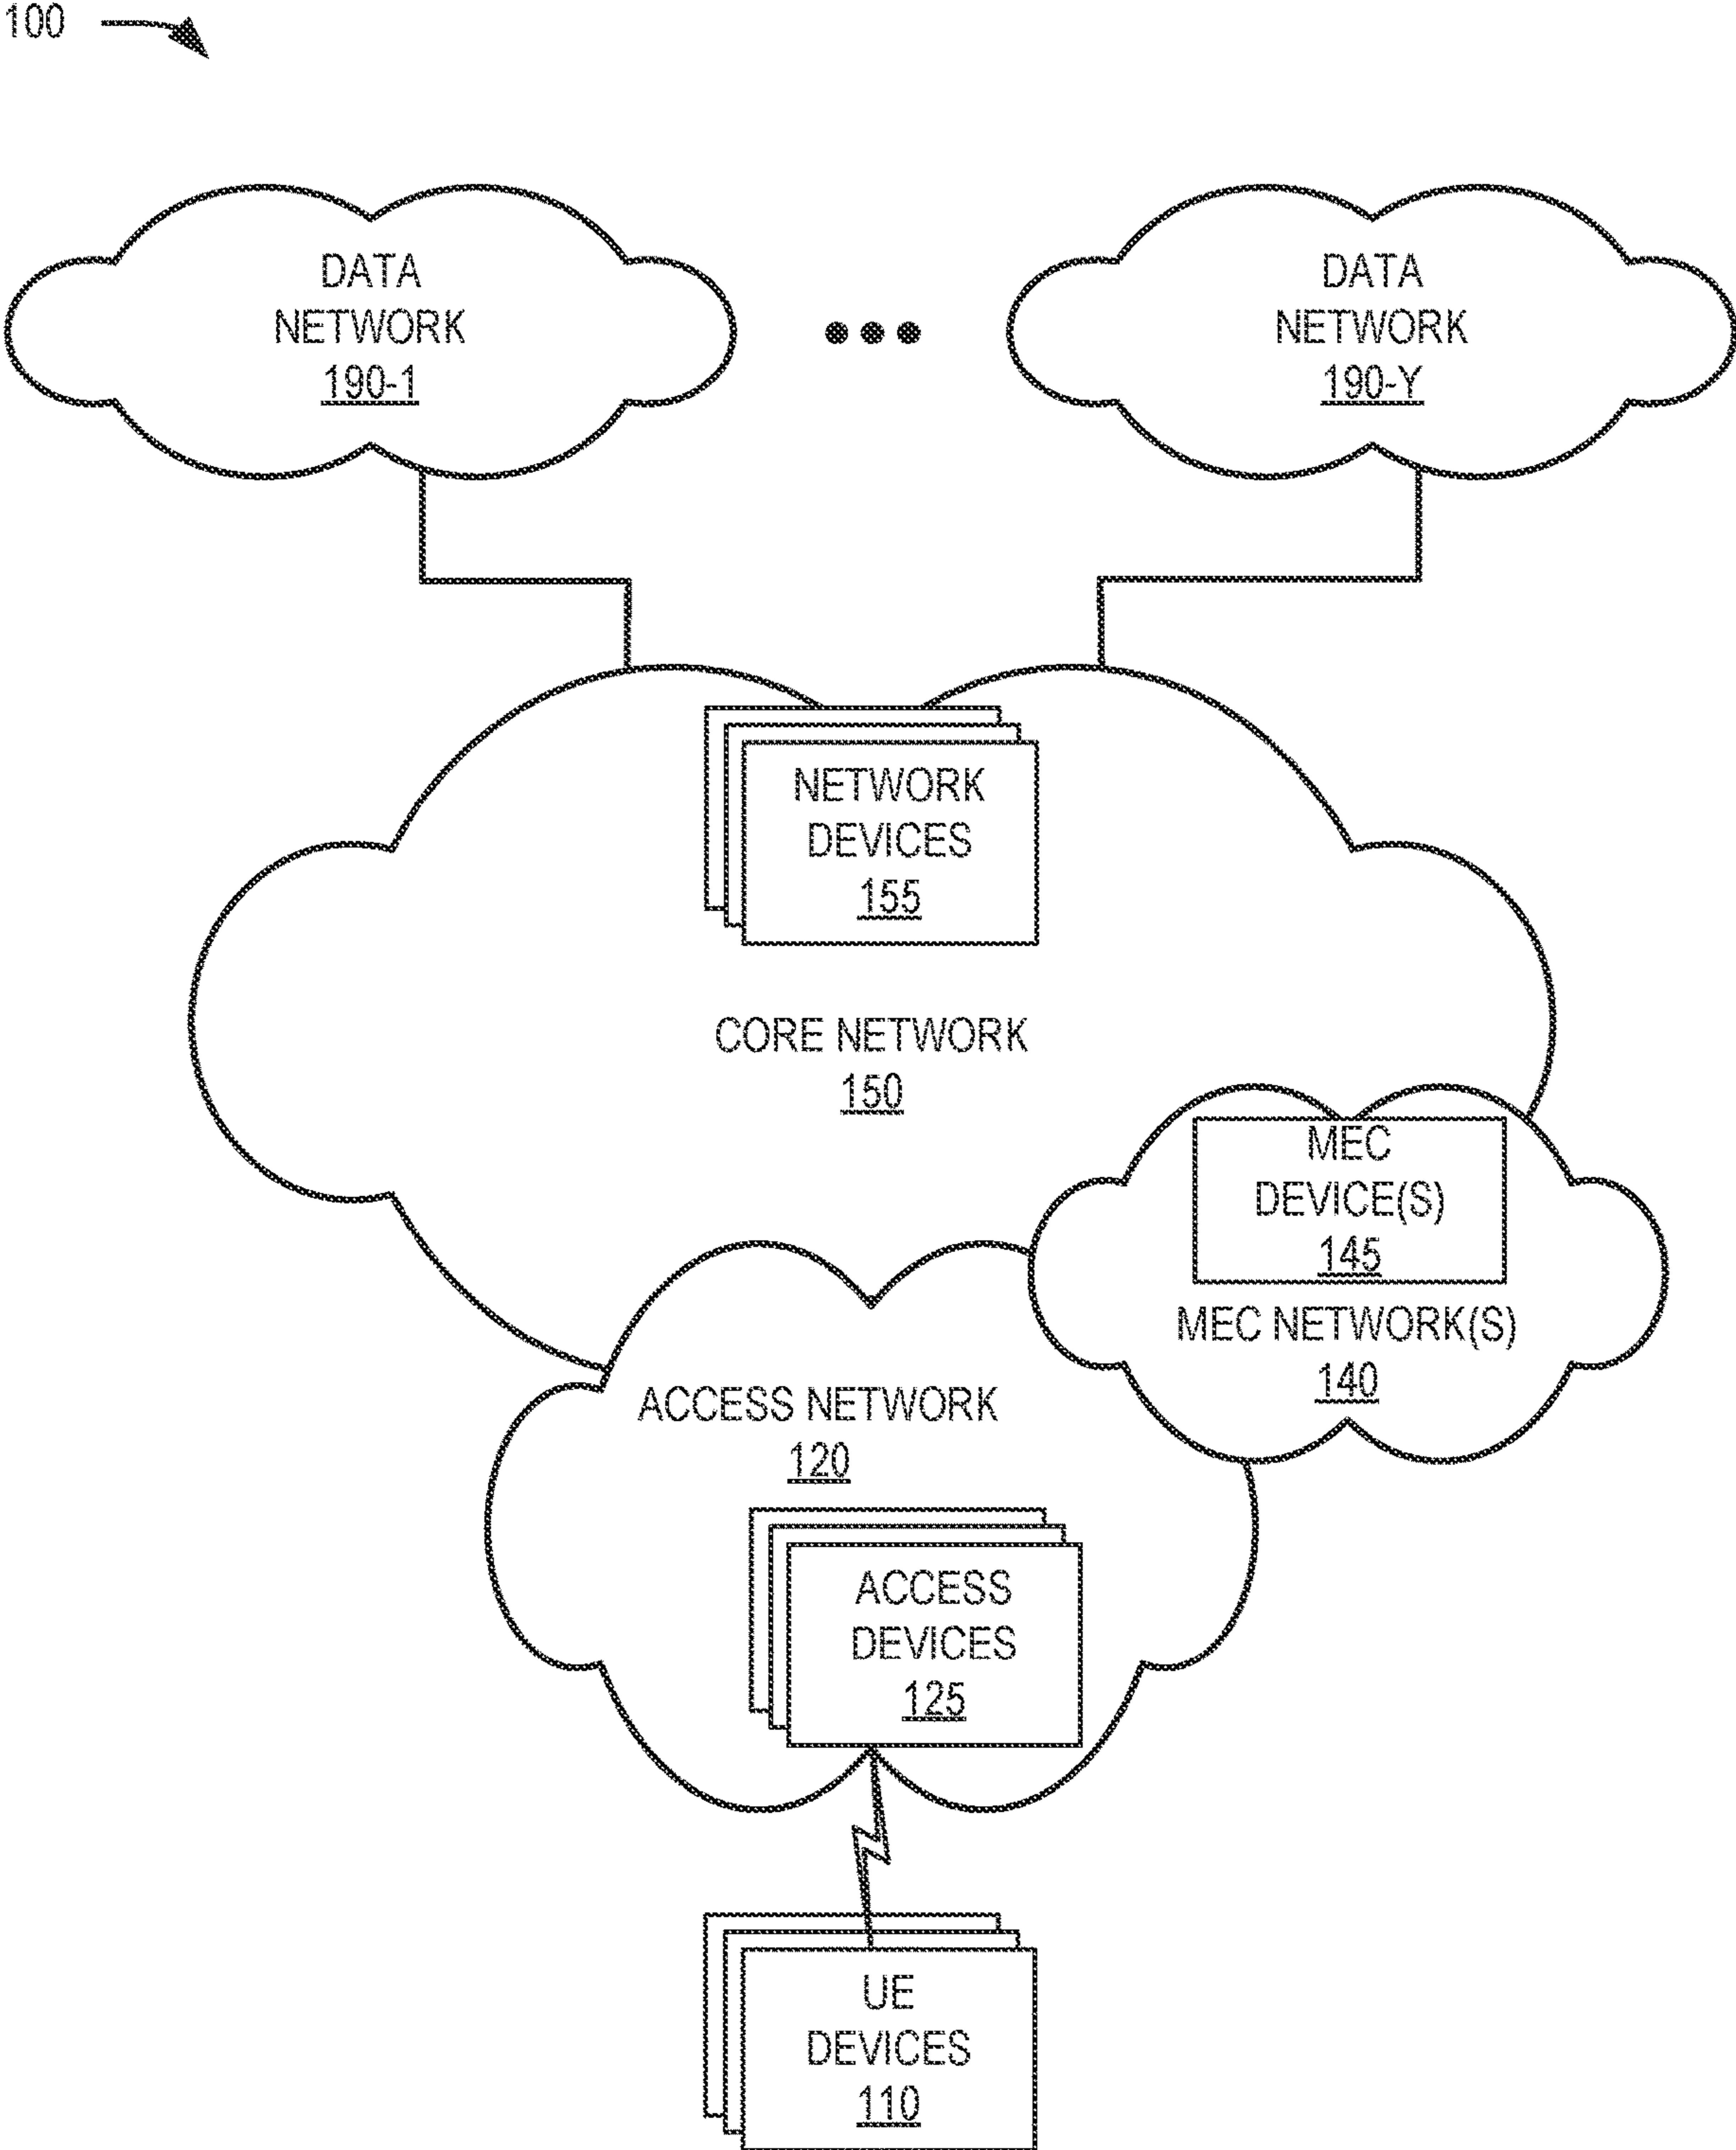 100
DATA
NETWORK
190-1
DATA
NETWORK
190-Y
NETWORK
DEVICES
155
CORE NETWORK
150
MEC
DEVICE(S)
145
MEC NETWORK(S)
140
ACCESS NETWORK
120
ACCESS
DEVICES
125
UE
DEVICES
110